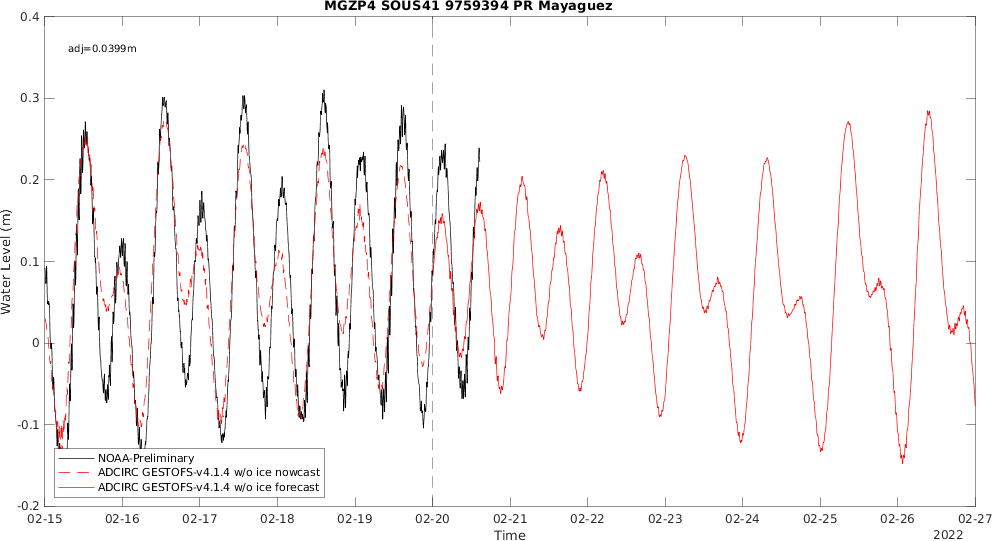 MGZP4 SOUS41 9759394 PR Mayaguez
adj=0.0399m
0.4
0.3
0.2
0.1
0
-0.1
-0.2
Water Level (m)
NOAA-Preliminary
ADCIRC GESTOFS-v4.1.4 w/o ice nowcast
ADCIRC GESTOFS-v4.1.4 w/o ice forecast
02-15 02-16 02-17 02-18 02-19 02-20 02-21 02-22 02-23 02-24 02-25 02-26 02-27
Time
2022